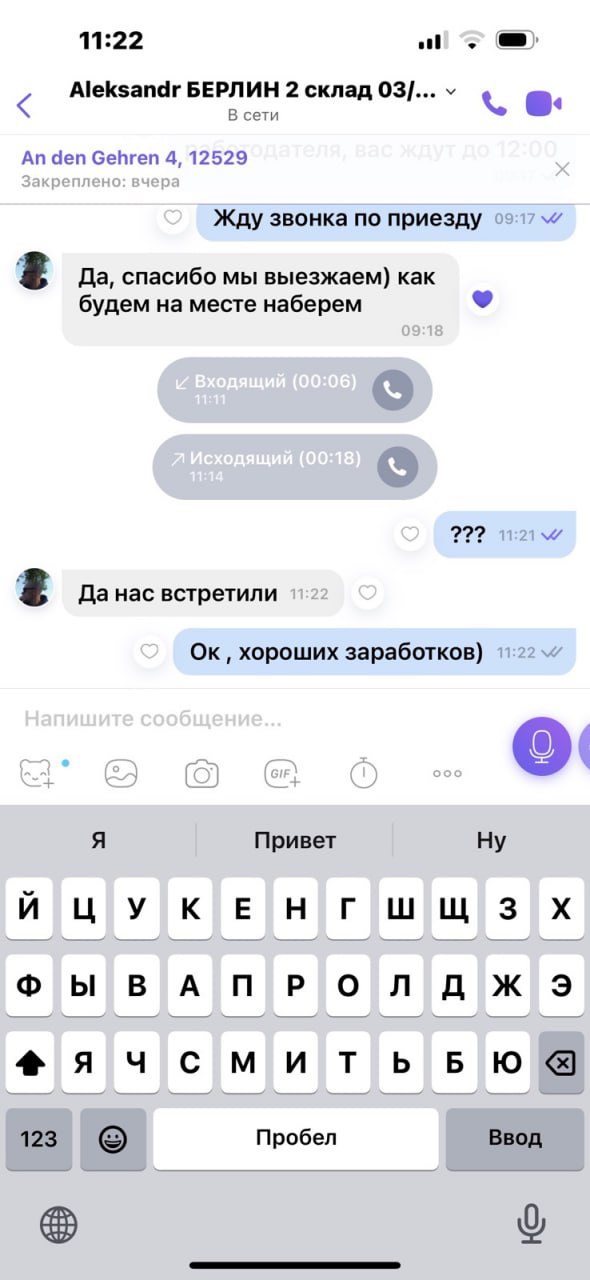 11:22
Aleksandr БЕРЛИН 2 склад 03/...
В сети
работодателя, вас ждут до 12:00
An den Gehren 4, 12529
Закреплено: вчера
Жду звонка по приезду 09:17
Да, спасибо мы выезжаем) как
будем на месте наберем
09:18
Входящий (00:06)
11:11
Исходящий (00:18)
11:14
??? 11:21
Да нас встретили 11:22
Ок , хороших заработков) 11:22
Напишите сообщение...
GIF
Я Привет Ну
Й Ц У К Е Н Г Ш Щ З Х
Ф Ы В А П Р О Л Д Ж Э
Я Ч С М И Т Ь Б Ю
123 Пробел Ввод